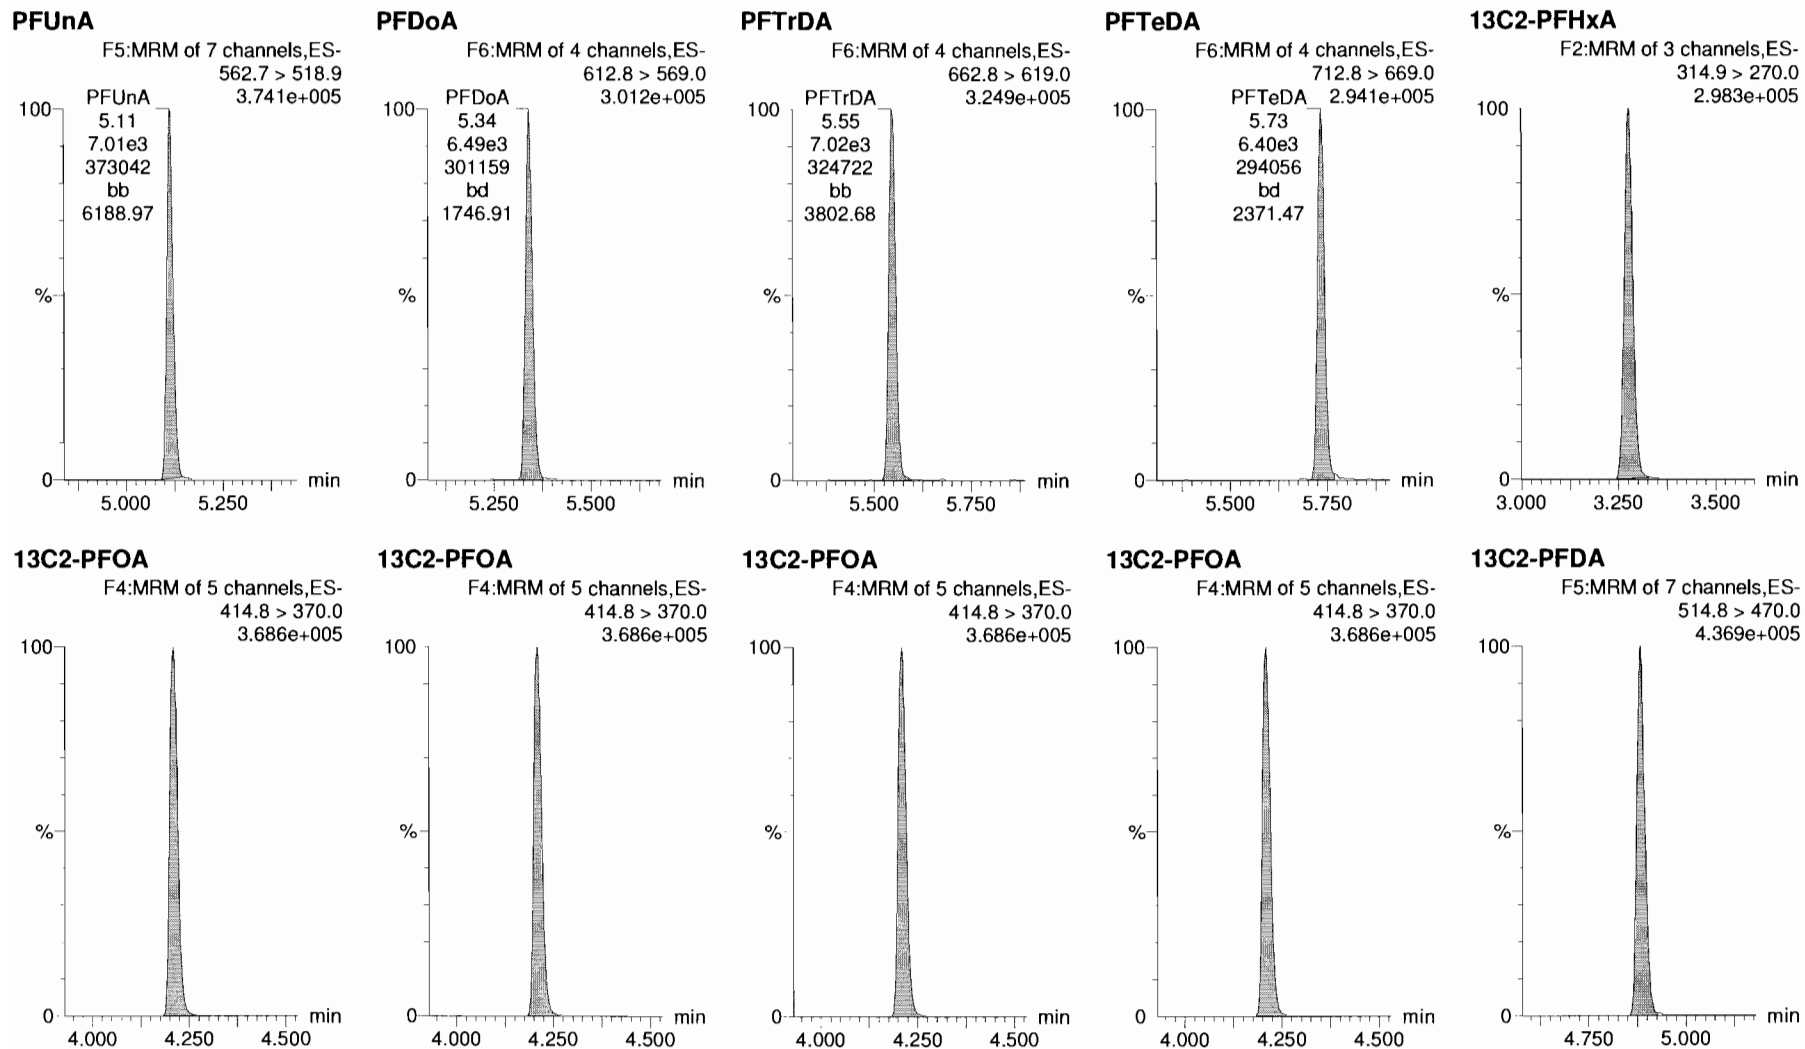 PFUnA
F5:MRM of 7 channels,ES-
562.7 > 518.9
3.741e+005
PFUnA
5.11
7.01e3
373042
bb
6188.97
100
%
0
min
5.000 5.250
PFDoA
F6:MRM of 4 channels,ES-
612.8 > 569.0
3.012e+005
PFDoA
5.34
6.49e3
301159
bd
1746.91
100
%
0
min
5.250 5.500
PFTrDA
F6:MRM of 4 channels,ES-
662.8 > 619.0
3.249e+005
PFTrDA
5.55
7.02e3
324722
bb
3802.68
100
%
0
min
5.500 5.750
PFTeDA
F6:MRM of 4 channels,ES-
712.8 > 669.0
2.941e+005
PFTeDA
5.73
6.40e3
294056
bd
2371.47
100
%
0
min
5.500 5.750
13C2-PFHxA
F2:MRM of 3 channels,ES-
314.9 > 270.0
2.983e+005
100
%
0
min
3.000 3.250 3.500
13C2-PFOA
F4:MRM of 5 channels,ES-
414.8 > 370.0
3.686e+005
100
%
0
min
4.000 4.250 4.500
13C2-PFOA
F4:MRM of 5 channels,ES-
414.8 > 370.0
3.686e+005
100
%
0
min
4.000 4.250 4.500
13C2-PFOA
F4:MRM of 5 channels,ES-
414.8 > 370.0
3.686e+005
100
%
0
min
4.000 4.250 4.500
13C2-PFOA
F4:MRM of 5 channels,ES-
414.8 > 370.0
3.686e+005
100
%
0
min
4.000 4.250 4.500
13C2-PFDA
F5:MRM of 7 channels,ES-
514.8 > 470.0
4.369e+005
100
%
0
min
4.750 5.000